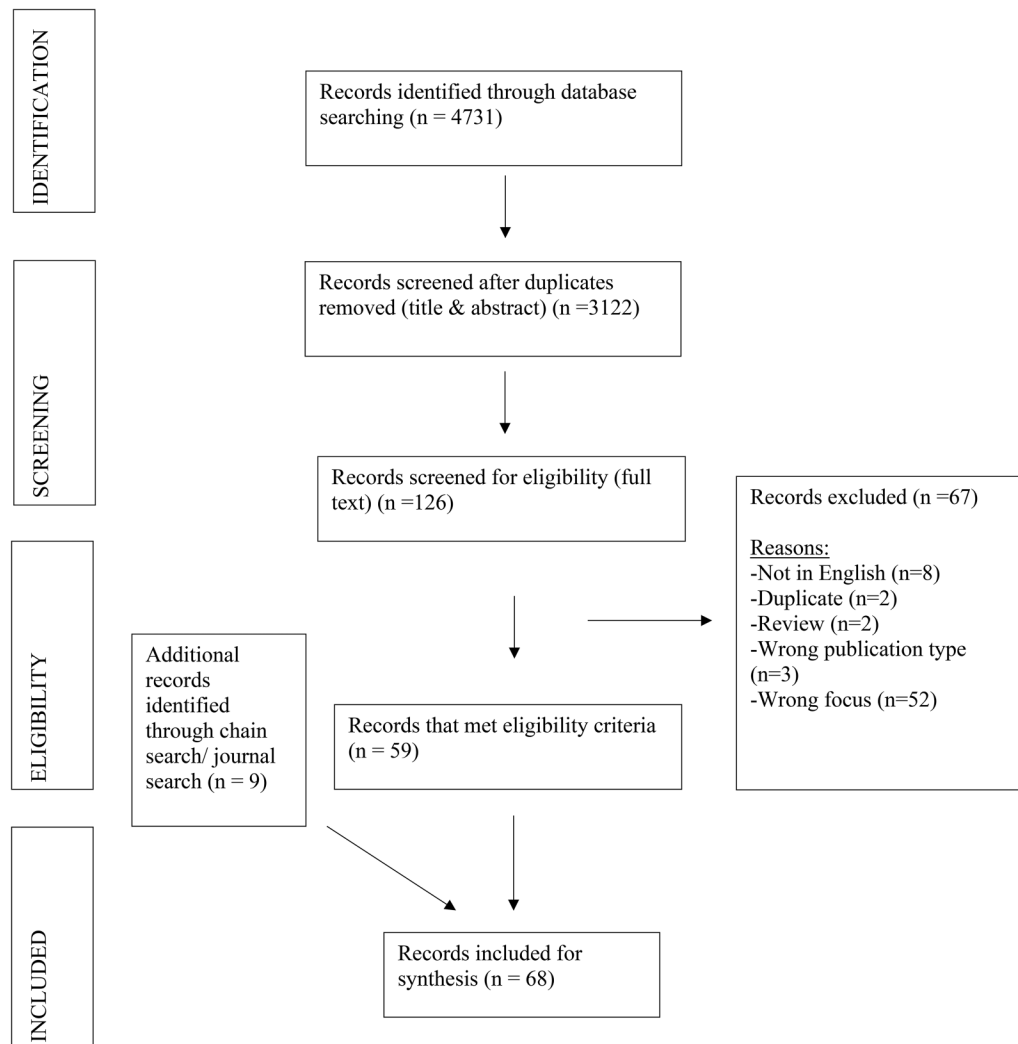 IDENTIFICATION
Records identified through database
searching (n = 4731)
SCREENING
Records screened after duplicates
removed (title & abstract) (n =3122)
Records screened for eligibility (full
text) (n =126)
Records excluded (n =67)
Reasons:
-Not in English (n=8)
-Duplicate (n=2)
-Review (n=2)
-Wrong publication type
(n=3)
-Wrong focus (n=52)
ELIGIBILITY
Additional
records
identified
through chain
search/ journal
search (n = 9)
Records that met eligibility criteria
(n = 59)
INCLUDED
Records included for
synthesis (n = 68)